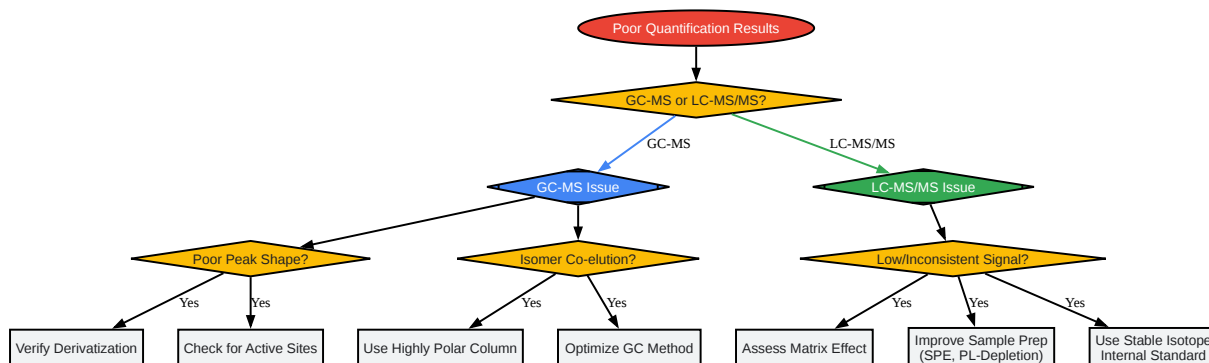 Poor Quantification Results
GC-MS or LC-MS/MS?
GC-MS
LC-MS/MS
GC-MS Issue
LC-MS/MS Issue
Poor Peak Shape?
Isomer Co-elution?
Low/Inconsistent Signal?
Yes
Yes
Yes
Yes
Yes
Yes
Yes
Verify Derivatization
Check for Active Sites
Use Highly Polar Column
Optimize GC Method
Assess Matrix Effect
Improve Sample Prep
(SPE, PL-Depletion)
Use Stable Isotope
Internal Standard